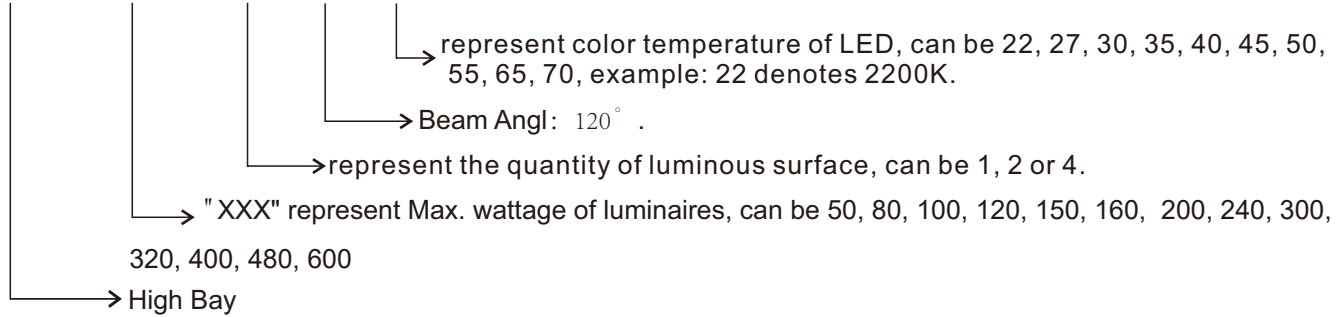 represent color temperature of LED, can be 22, 27, 30, 35, 40, 45, 50,
55, 65, 70, example: 22 denotes 2200K.
Beam Angl: 120° .
represent the quantity of luminous surface, can be 1, 2 or 4.
"XXX" represent Max. wattage of luminaires, can be 50, 80, 100, 120, 150, 160, 200, 240, 300,
320, 400, 480, 600
High Bay